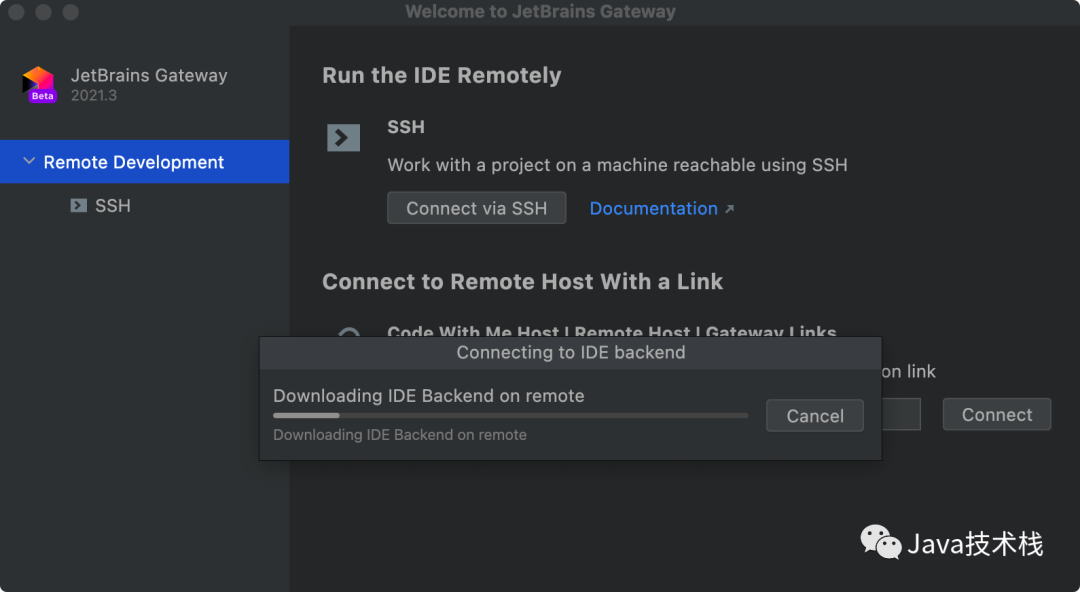 Welcome to JetBrains Gateway
JetBrains Gateway
2021.3
Beta
Remote Development
SSH
Run the IDE Remotely
SSH
Work with a project on a machine reachable using SSH
Connect via SSH
Documentation ↗
Connect to Remote Host With a Link
Code With Me Host | Remote Host | Gateway Links
on link
Connect
Connecting to IDE backend
Downloading IDE Backend on remote
Cancel
Downloading IDE Backend on remote
Java技术栈